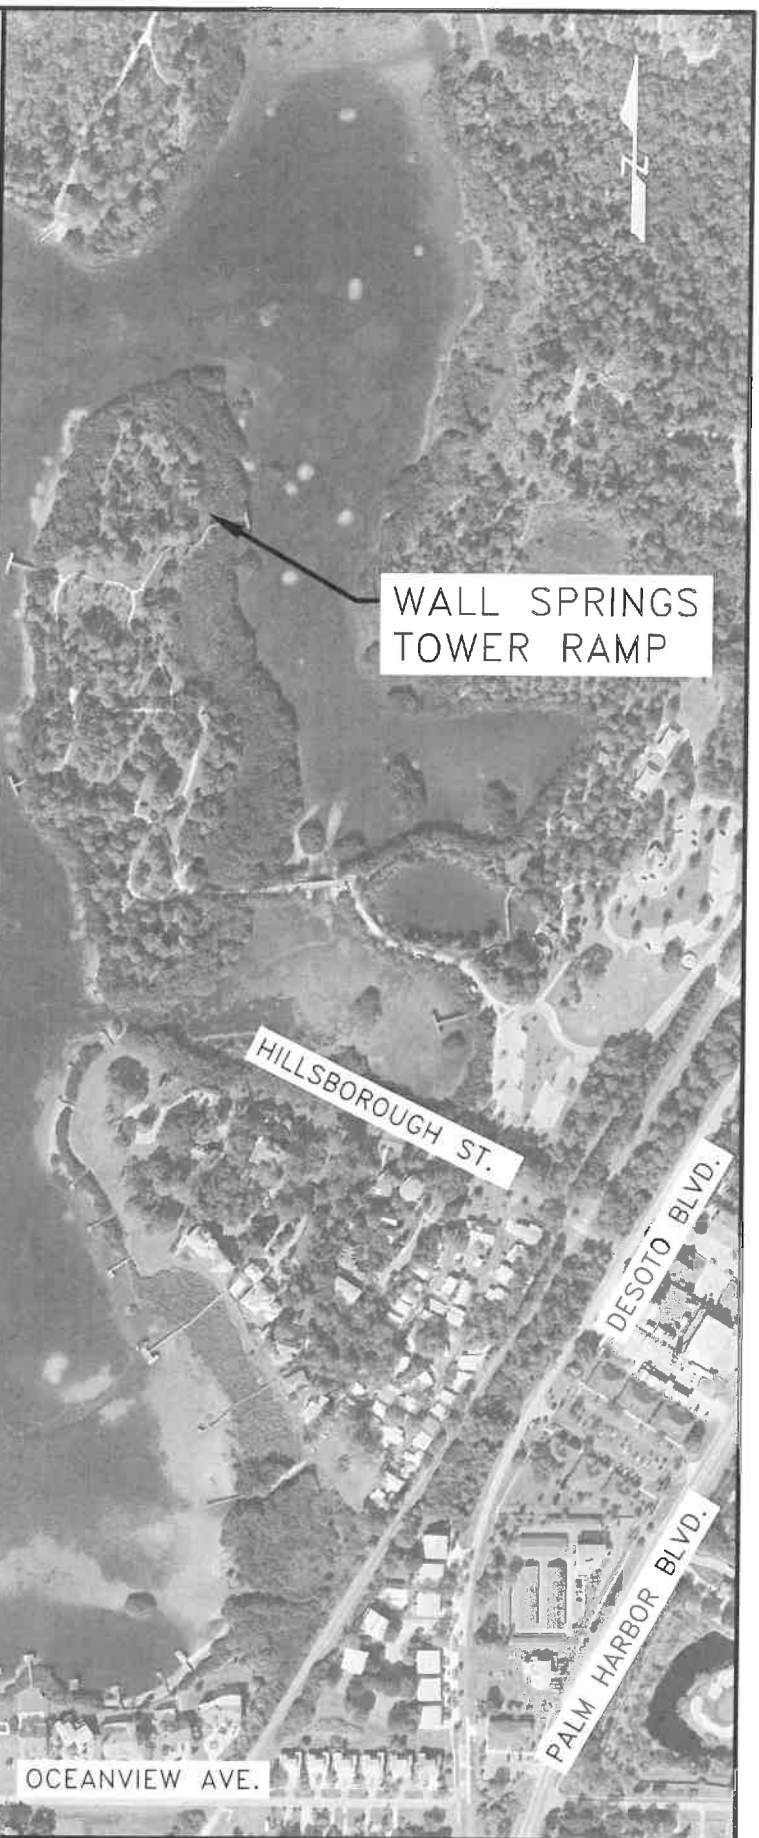 N
WALL SPRINGS
TOWER RAMP
HILLSBOROUGH ST.
DESOTO BLVD.
PALM HARBOR BLVD.
OCEANVIEW AVE.